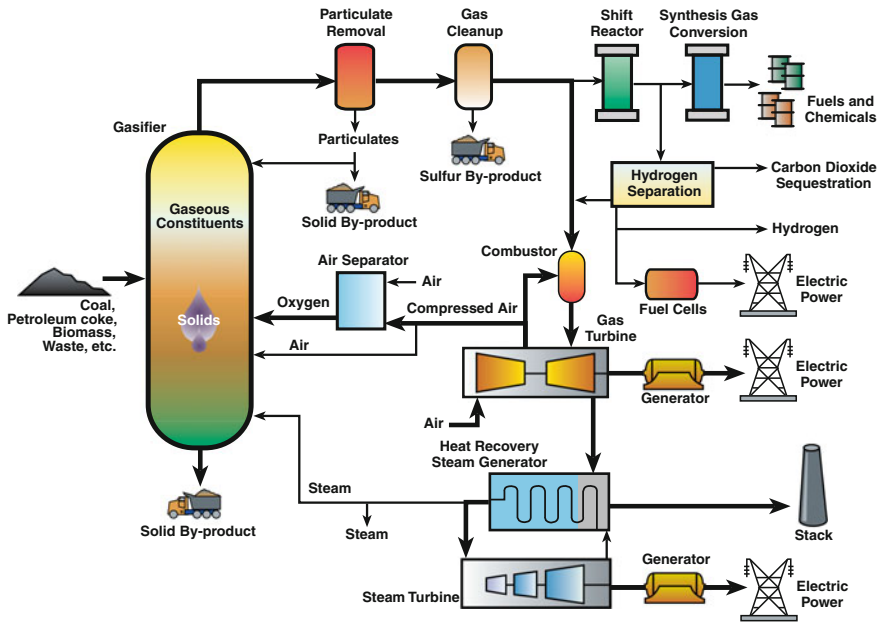 Particulate
Removal
Gas
Cleanup
Shift
Reactor
Synthesis Gas
Conversion
Gasifier
Particulates
Fuels and
Chemicals
Sulfur By-product
Hydrogen
Separation
Carbon Dioxide
Sequestration
Solid By-product
Gaseous
Constituents
Hydrogen
Combustor
Air Separator
Air
Electric
Power
Fuel Cells
Coal,
Petroleum coke,
Biomass,
Waste, etc.
Solids
Oxygen
Compressed Air
Gas
Turbine
Air
Electric
Power
Generator
Air
Heat Recovery
Steam Generator
Steam
Steam
Solid By-product
Stack
Generator
Steam Turbine
Electric
Power